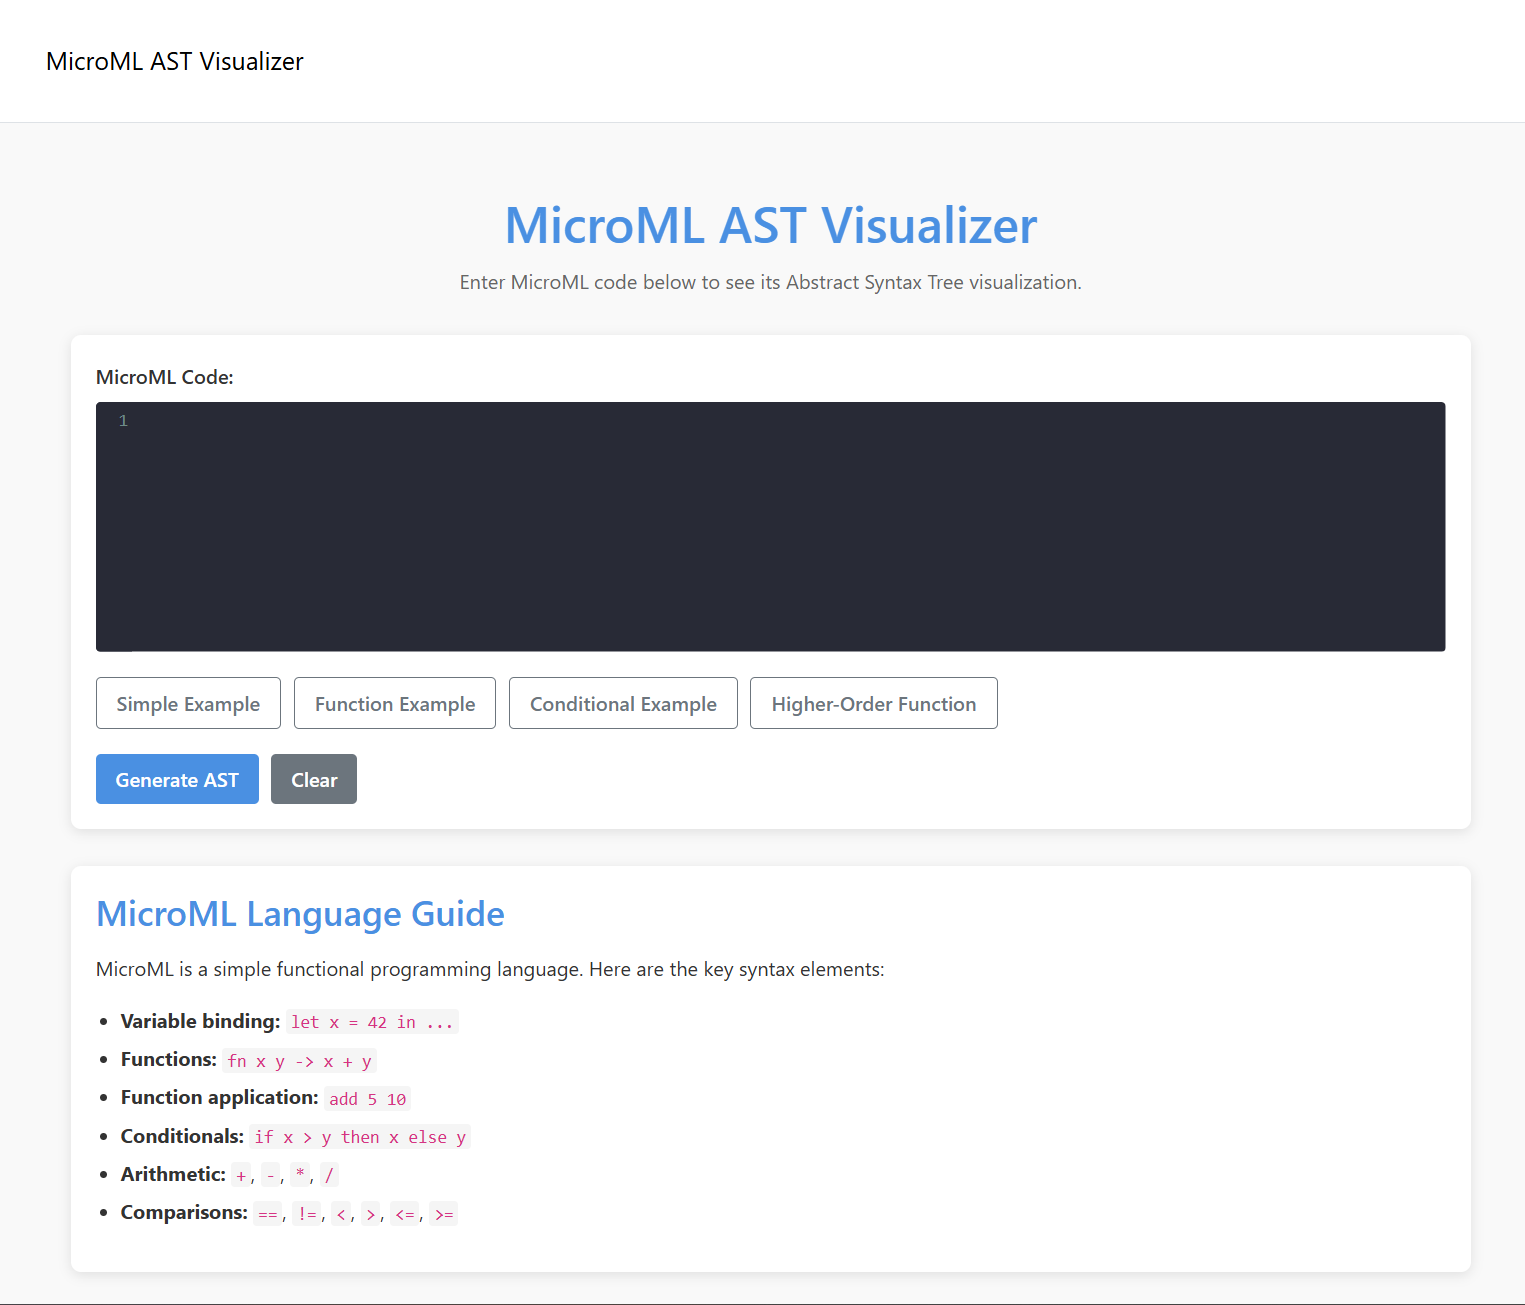 MicroML AST Visualizer
MicroML AST Visualizer
Enter MicroML code below to see its Abstract Syntax Tree visualization.
MicroML Code:
1
Simple Example Function Example Conditional Example Higher-Order Function
Generate AST Clear
MicroML Language Guide
MicroML is a simple functional programming language. Here are the key syntax elements:
• Variable binding: let x = 42 in ...
• Functions: fn x y -> x + y
• Function application: add 5 10
• Conditionals: if x > y then x else y
• Arithmetic: +, -, *, /
• Comparisons: ==, !=, <, >, <=, >=